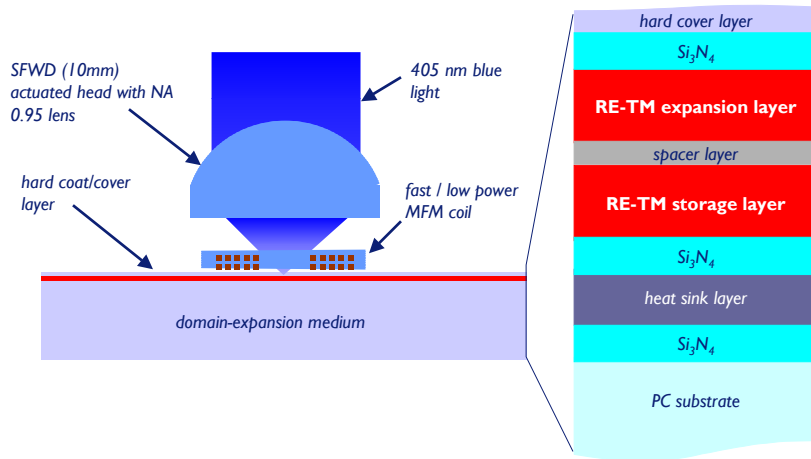 SFWD (10mm)
actuated head with NA
0.95 lens
405 nm blue
light
hard coat/cover
layer
fast / low power
MFM coil
domain-expansion medium
hard cover layer
Si₃N₄
RE-TM expansion layer
spacer layer
RE-TM storage layer
Si₃N₄
heat sink layer
Si₃N₄
PC substrate